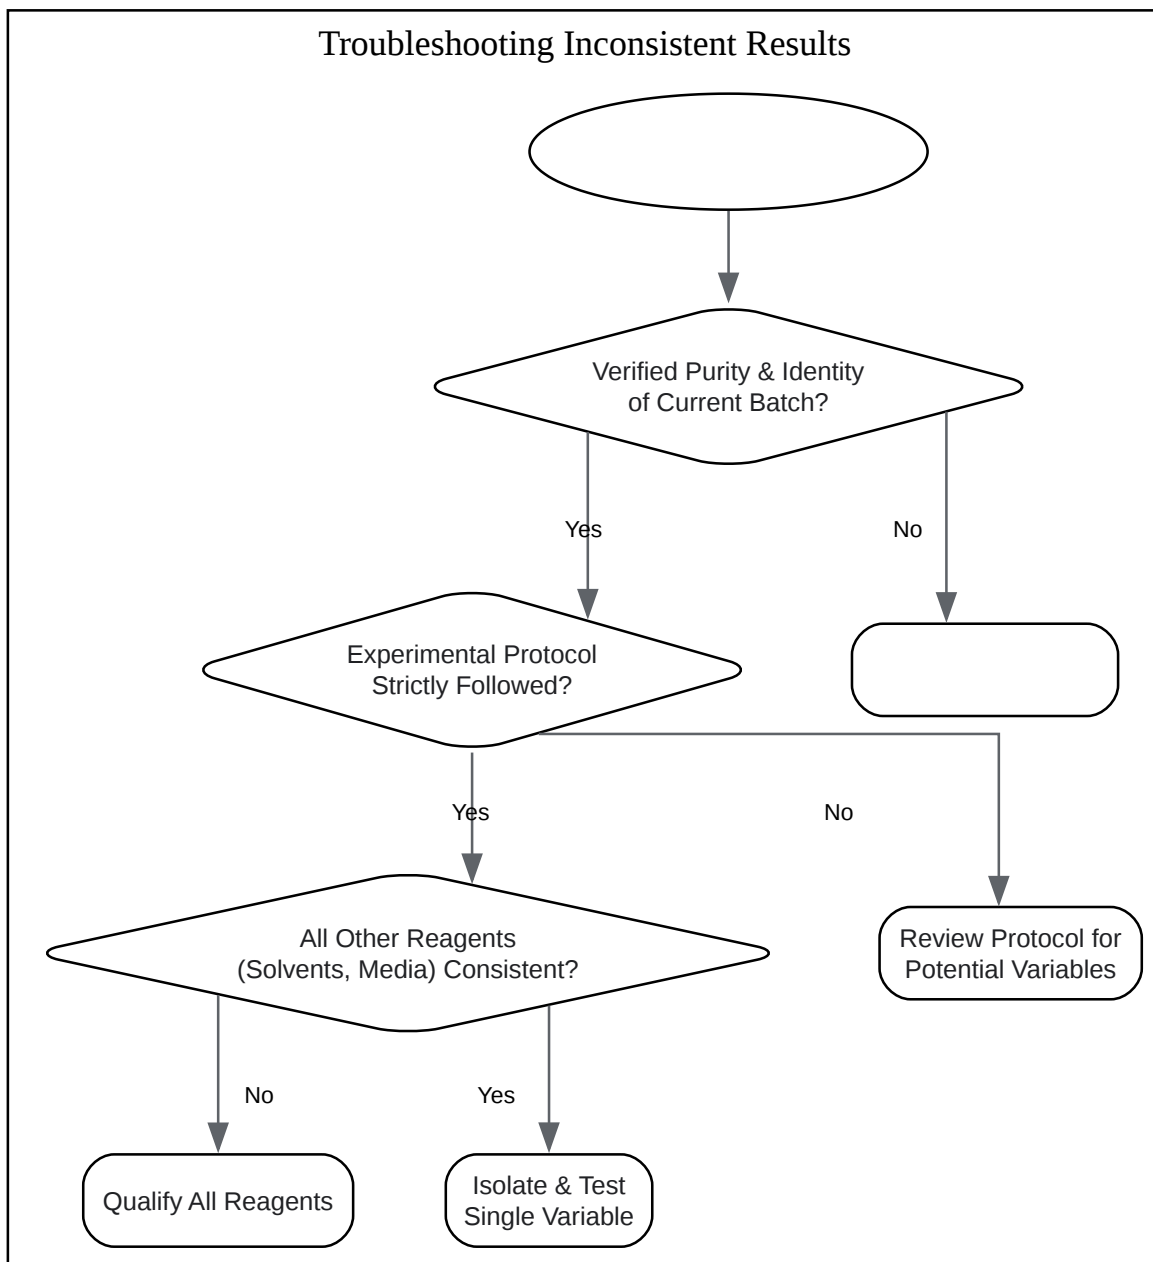 Troubleshooting Inconsistent Results
Verified Purity & Identity
of Current Batch?
Yes
No
Experimental Protocol
Strictly Followed?
Yes
No
All Other Reagents
(Solvents, Media) Consistent?
Review Protocol for
Potential Variables
No
Yes
Qualify All Reagents
Isolate & Test
Single Variable